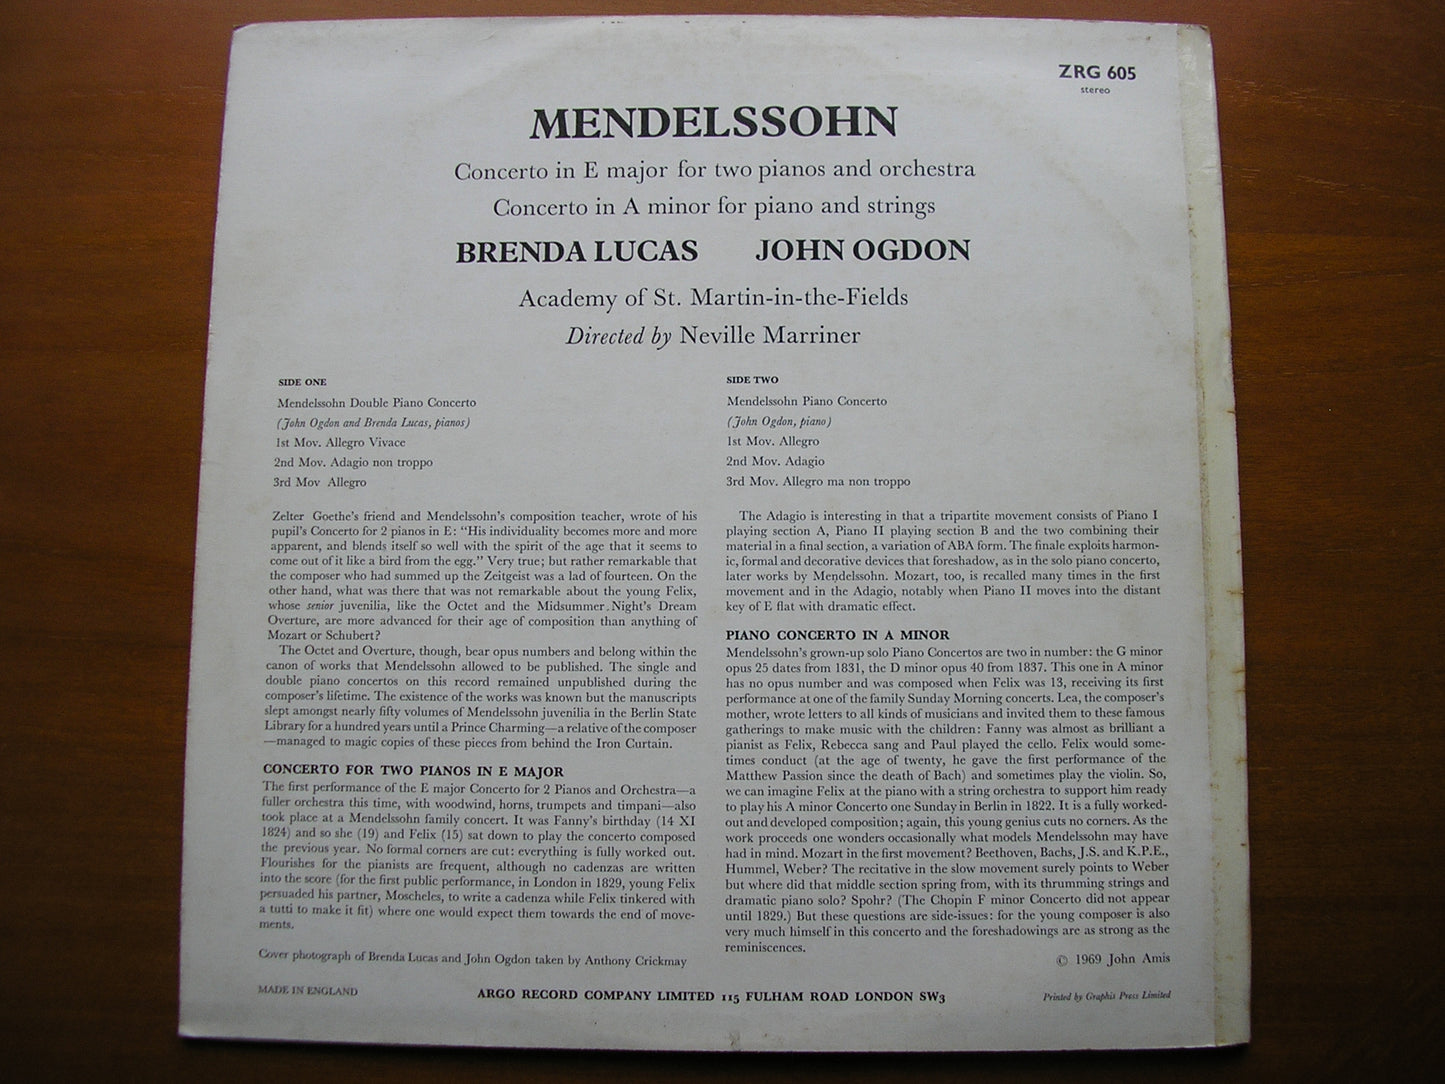 ZRG 605
stereo
MENDELSSOHN
Concerto in E major for two pianos and orchestra
Concerto in A minor for piano and strings
BRENDA LUCAS JOHN OGDON
Academy of St. Martin-in-the-Fields
Directed by Neville Marriner
SIDE ONE
Mendelssohn Double Piano Concerto
(John Ogdon and Brenda Lucas, pianos)
1st Mov. Allegro Vivace
2nd Mov. Adagio non troppo
3rd Mov Allegro
Zelter Goethe's friend and Mendelssohn's composition teacher, wrote of his
pupil's Concerto for 2 pianos in E: "His individuality becomes more and more
apparent, and blends itself so well with the spirit of the age that it seems to
come out of it like a bird from the egg." Very true; but rather remarkable that
the composer who had summed up the Zeitgeist was a lad of fourteen. On the
other hand, what was there that was not remarkable about the young Felix,
whose senior juvenilia, like the Octet and the Midsummer Night's Dream
Overture, are more advanced for their age of composition than anything of
Mozart or Schubert?
The Octet and Overture, though, bear opus numbers and belong within the
canon of works that Mendelssohn allowed to be published. The single and
double piano concertos on this record remained unpublished during the
composer's lifetime. The existence of the works was known but the manuscripts
slept amongst nearly fifty volumes of Mendelssohn juvenilia in the Berlin State
Library for a hundred years until a Prince Charming—a relative of the composer
—managed to magic copies of these pieces from behind the Iron Curtain.
CONCERTO FOR TWO PIANOS IN E MAJOR
The first performance of the E major Concerto for 2 Pianos and Orchestra—a
fuller orchestra this time, with woodwind, horns, trumpets and timpani—also
took place at a Mendelssohn family concert. It was Fanny's birthday (14 XI
1824) and so she (19) and Felix (15) sat down to play the concerto composed
the previous year. No formal corners are cut: everything is fully worked out.
Flourishes for the pianists are frequent, although no cadenzas are written
into the score (for the first public performance, in London in 1829, young Felix
persuaded his partner, Moscheles, to write a cadenza while Felix tinkered with
a tutti to make it fit) where one would expect them towards the end of move-
ments.
Cover photograph of Brenda Lucas and John Ogdon taken by Anthony Crickmay
SIDE TWO
Mendelssohn Piano Concerto
(John Ogdon, piano)
1st Mov. Allegro
2nd Mov. Adagio
3rd Mov. Allegro ma non troppo
The Adagio is interesting in that a tripartite movement consists of Piano I
playing section A, Piano II playing section B and the two combining their
material in a final section, a variation of ABA form. The finale exploits harmon-
ic, formal and decorative devices that foreshadow, as in the solo piano concerto,
later works by Mendelssohn. Mozart, too, is recalled many times in the first
movement and in the Adagio, notably when Piano II moves into the distant
key of E flat with dramatic effect.
PIANO CONCERTO IN A MINOR
Mendelssohn's grown-up solo Piano Concertos are two in number: the G minor
opus 25 dates from 1831, the D minor opus 40 from 1837. This one in A minor
has no opus number and was composed when Felix was 13, receiving its first
performance at one of the family Sunday Morning concerts. Lea, the composer's
mother, wrote letters to all kinds of musicians and invited them to these famous
gatherings to make music with the children: Fanny was almost as brilliant a
pianist as Felix, Rebecca sang and Paul played the cello. Felix would some-
times conduct (at the age of twenty, he gave the first performance of the
Matthew Passion since the death of Bach) and sometimes play the violin. So,
we can imagine Felix at the piano with a string orchestra to support him ready
to play his A minor Concerto one Sunday in Berlin in 1822. It is a fully worked-
out and developed composition; again, this young genius cuts no corners. As the
work proceeds one wonders occasionally what models Mendelssohn may have
had in mind. Mozart in the first movement? Beethoven, Bachs, J.S. and K.P.E.,
Hummel, Weber? The recitative in the slow movement surely points to Weber
but where did that middle section spring from, with its thrumming strings and
dramatic piano solo? Spohr? (The Chopin F minor Concerto did not appear
until 1829.) But these questions are side-issues: for the young composer is also
very much himself in this concerto and the foreshadowings are as strong as the
reminiscences.
© 1969 John Amis
MADE IN ENGLAND
ARGO RECORD COMPANY LIMITED 115 FULHAM ROAD LONDON SW3
Printed by Graphis Press Limited